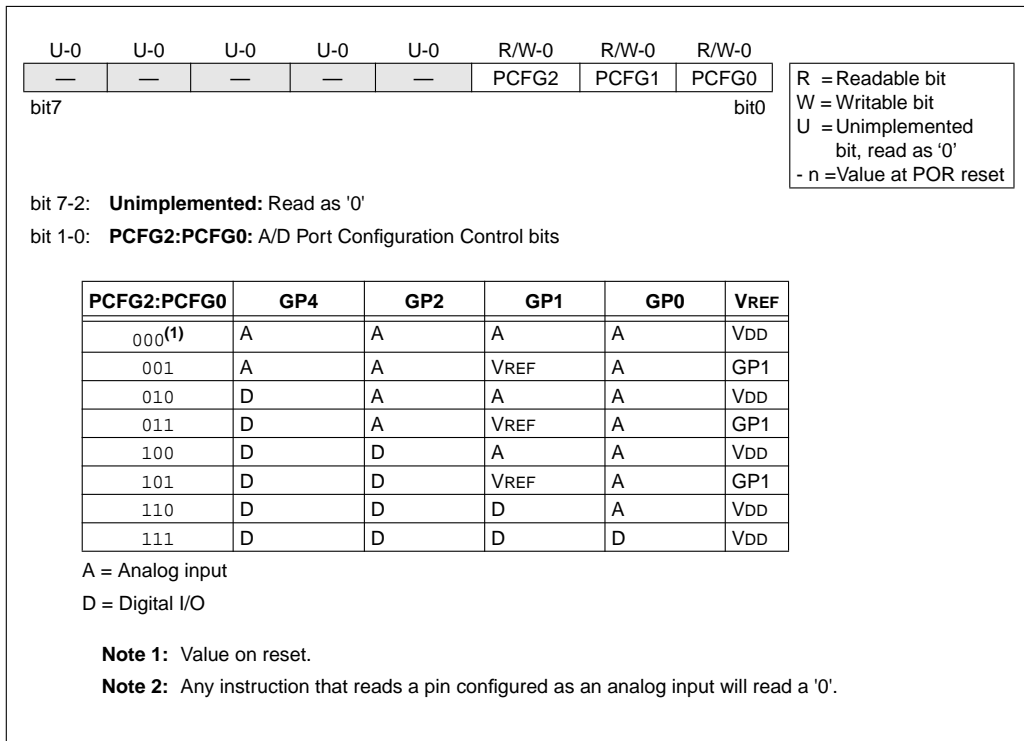 U-0 U-0 U-0 U-0 U-0 R/W-0 R/W-0 R/W-0
— — — — — PCFG2 PCFG1 PCFG0
bit7 bit0
R = Readable bit
W = Writable bit
U = Unimplemented
bit, read as ‘0’
- n = Value at POR reset
bit 7-2: Unimplemented: Read as '0'
bit 1-0: PCFG2:PCFG0: A/D Port Configuration Control bits
PCFG2:PCFG0 GP4 GP2 GP1 GP0 VREF
000(1) A A A A VDD
001 A A VREF A GP1
010 D A A A VDD
011 D A VREF A GP1
100 D D A A VDD
101 D D VREF A GP1
110 D D D A VDD
111 D D D D VDD
A = Analog input
D = Digital I/O
Note 1: Value on reset.
Note 2: Any instruction that reads a pin configured as an analog input will read a '0'.